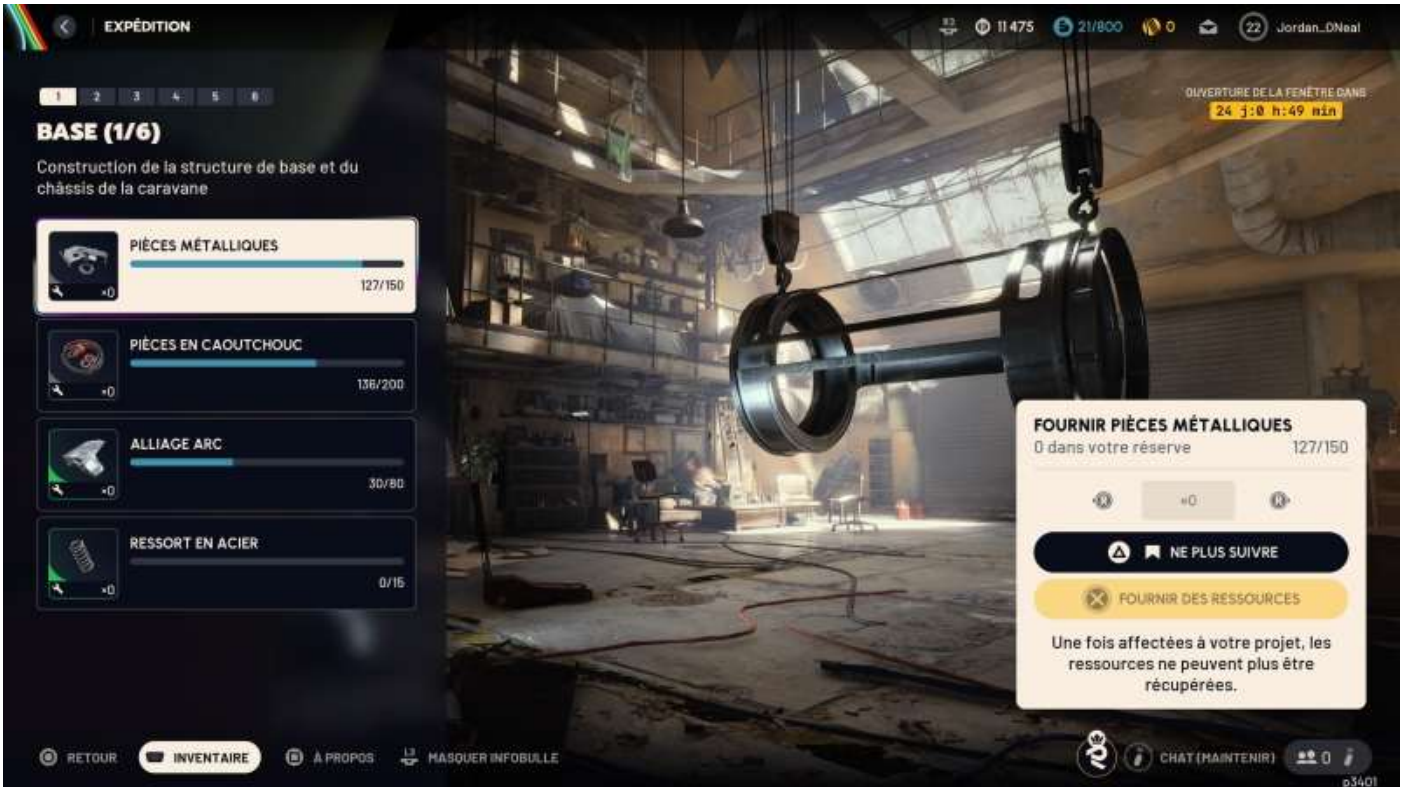 EXPÉDITION
R3
11 475
21/800
0
22
Jordan_ONeal
1 2 3 4 5 6
BASE (1/6)
Construction de la structure de base et du
châssis de la caravane
PIÈCES MÉTALLIQUES
127/150
×0
PIÈCES EN CAOUTCHOUC
136/200
×0
ALLIAGE ARC
30/80
×0
RESSORT EN ACIER
0/15
×0
OUVERTURE DE LA FENÊTRE DANS
24 j:0 h:49 min
FOURNIR PIÈCES MÉTALLIQUES
0 dans votre réserve
127/150
×0
NE PLUS SUIVRE
FOURNIR DES RESSOURCES
Une fois affectées à votre projet, les
ressources ne peuvent plus être
récupérées.
RETOUR
INVENTAIRE
À PROPOS
L3
MASQUER INFOBULLE
CHAT (MAINTENIR)
0
p3401